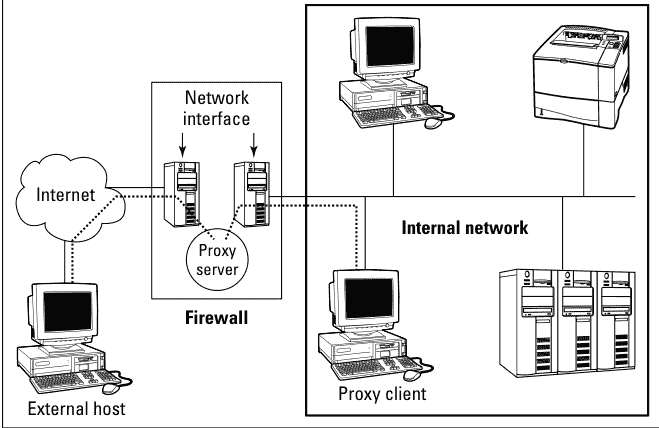 Network
interface
Internet
Proxy
server
Internal network
Firewall
Proxy client
External host